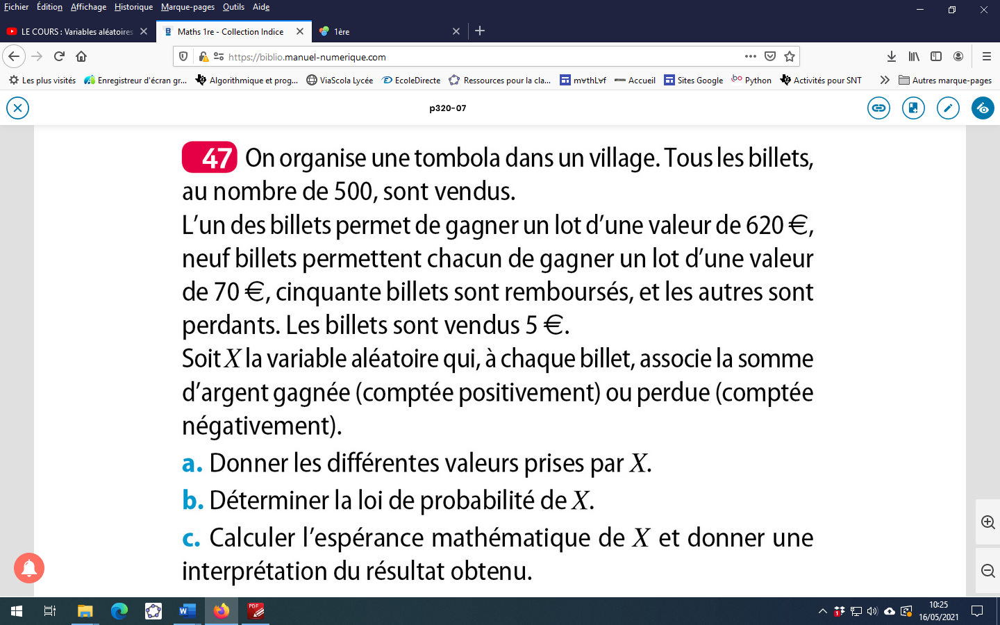 Fichier Édition Affichage Historique Marque-pages Outils Aide
LE COURS : Variables aléatoires
Maths 1re - Collection Indice
1ère
https://biblio.manuel-numerique.com
Les plus visités Enregistreur d'écran gr... Algorithmique et prog... ViaScola Lycée EcoleDirecte Ressources pour la cla... m∀thL∀f Accueil Sites Google Python Activités pour SNT Autres marque-pages
p320-07
47 On organise une tombola dans un village. Tous les billets,
au nombre de 500, sont vendus.
L'un des billets permet de gagner un lot d'une valeur de 620 €,
neuf billets permettent chacun de gagner un lot d'une valeur
de 70 €, cinquante billets sont remboursés, et les autres sont
perdants. Les billets sont vendus 5 €.
Soit X la variable aléatoire qui, à chaque billet, associe la somme
d'argent gagnée (comptée positivement) ou perdue (comptée
négativement).
a. Donner les différentes valeurs prises par X.
b. Déterminer la loi de probabilité de X.
c. Calculer l'espérance mathématique de X et donner une
interprétation du résultat obtenu.
10:25
16/05/2021